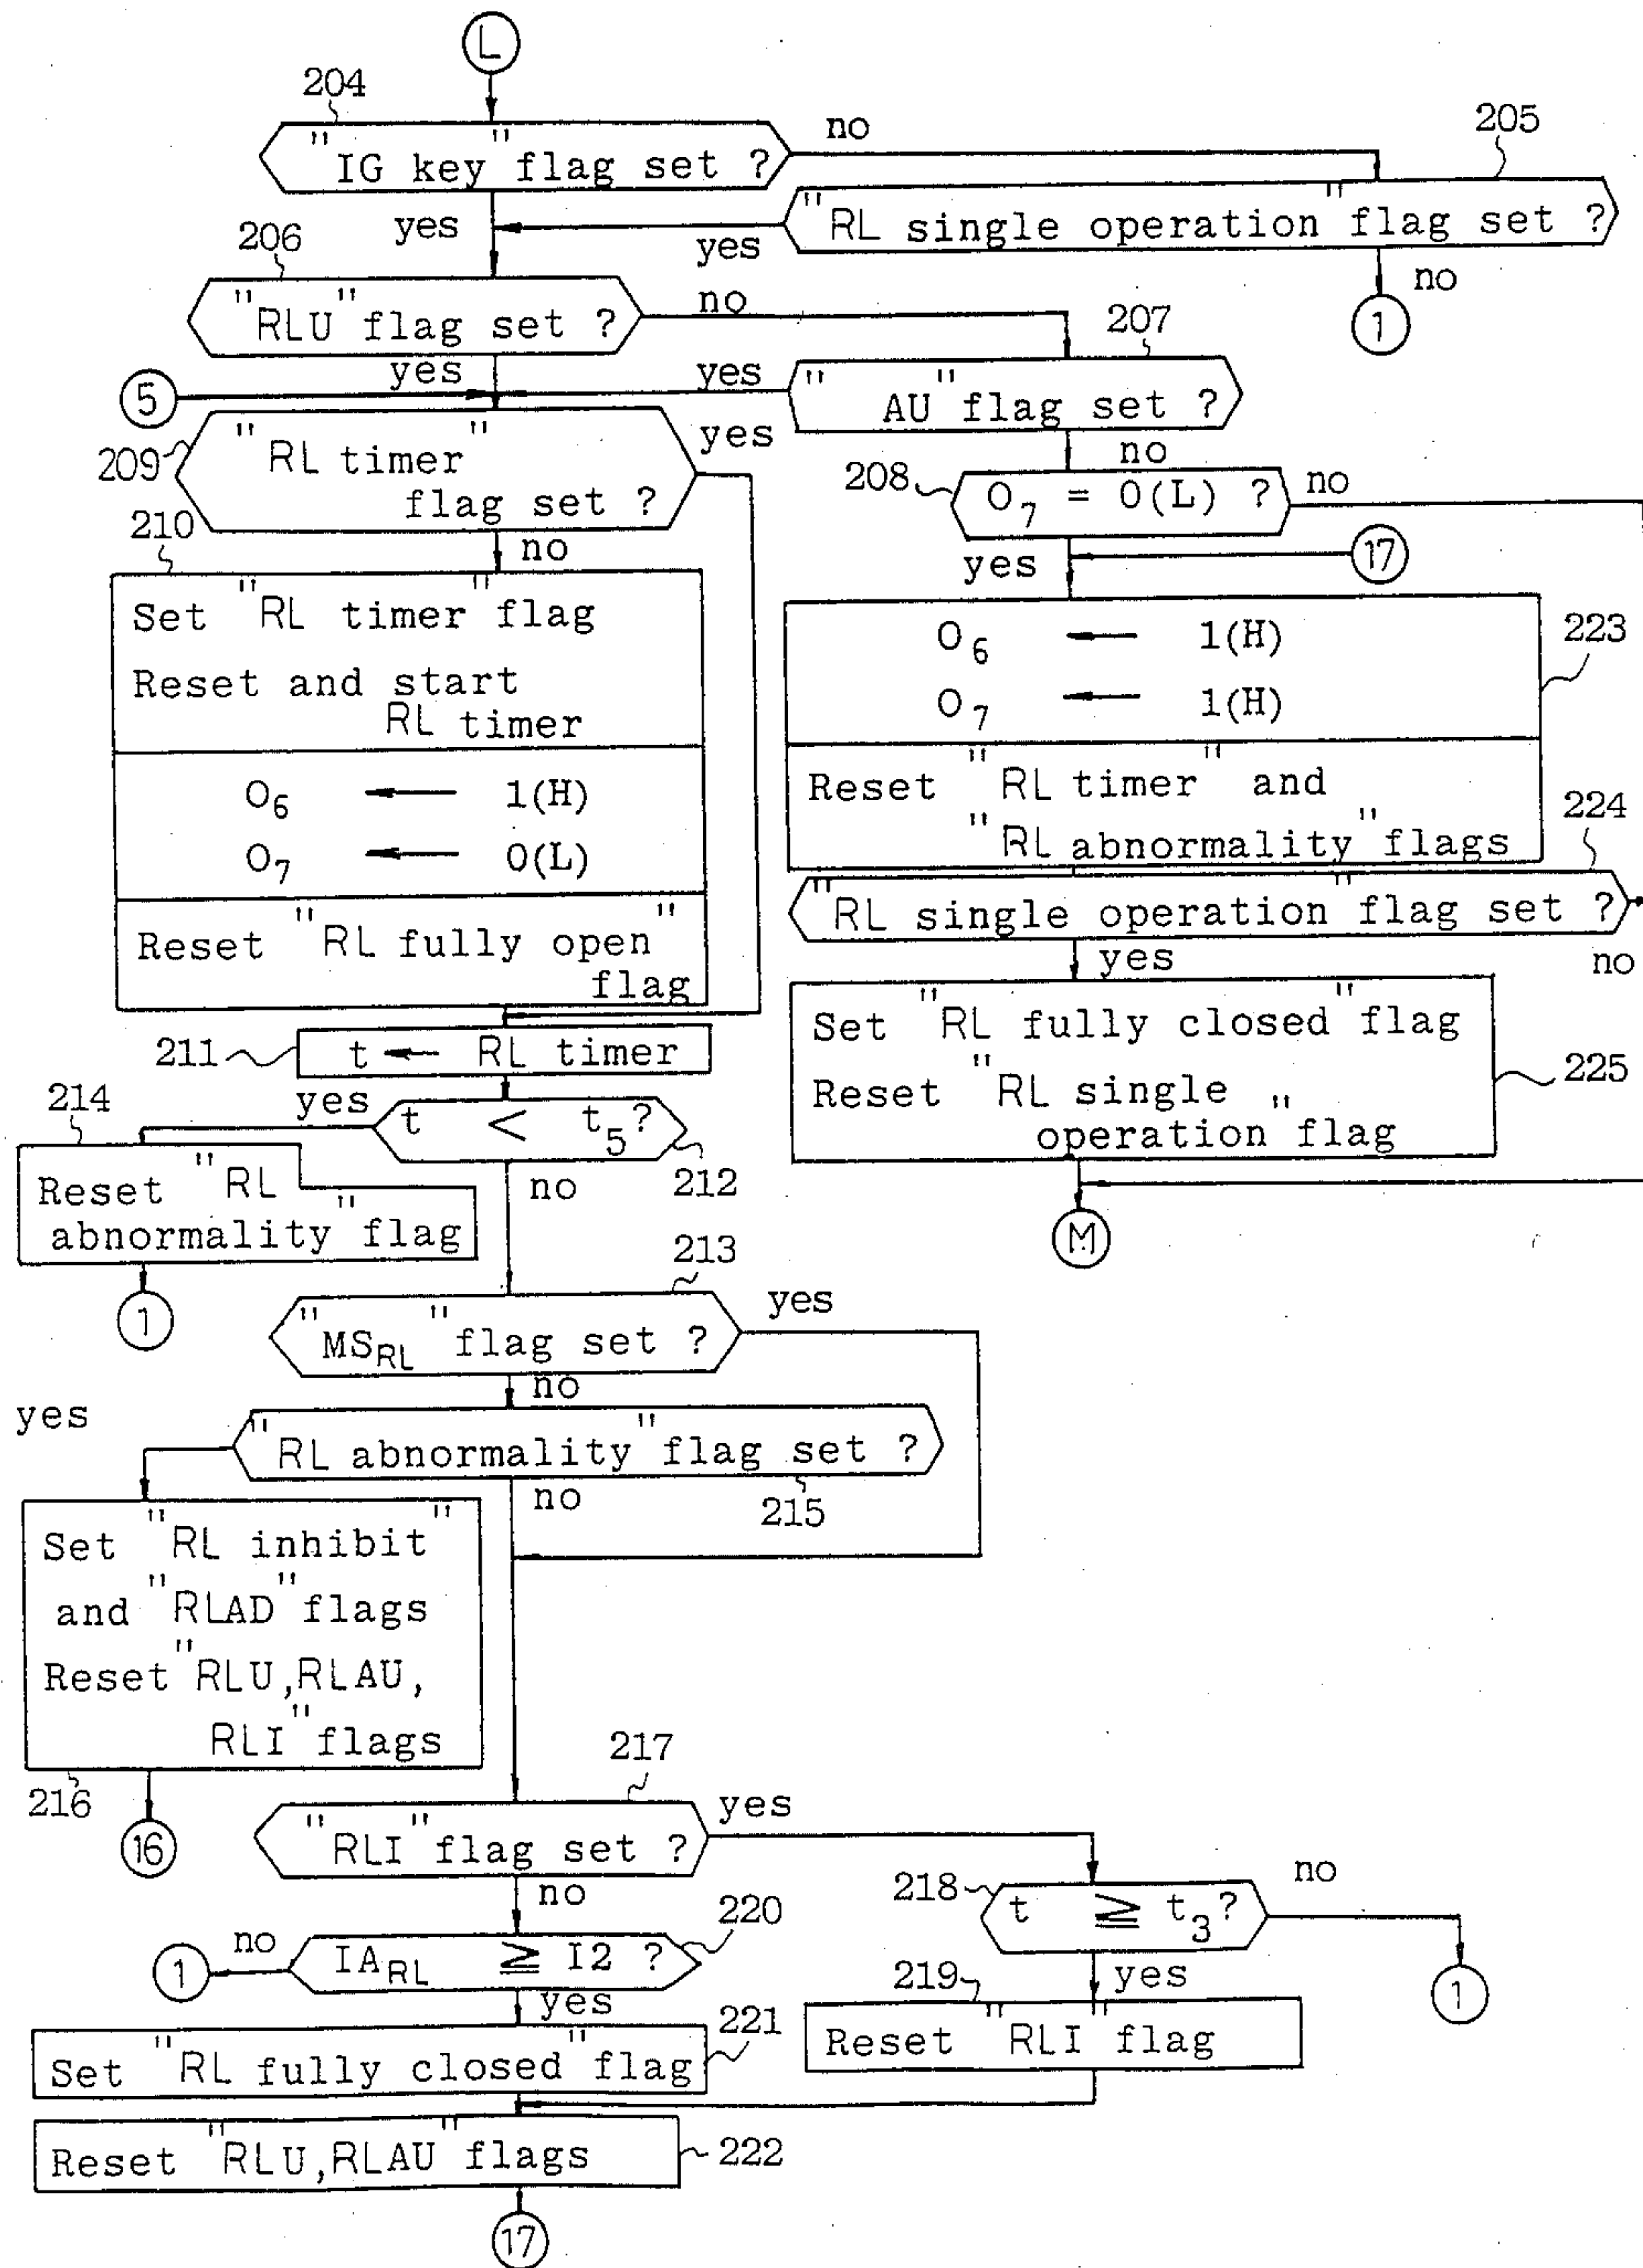 L
204
"IG key" flag set ?
no
205
"RL single operation" flag set ?
yes
yes
no
1
206
"RLU" flag set ?
no
207
yes
5
yes
"AU" flag set ?
no
209
"RL timer"
flag set ?
yes
208
O7 = 0(L) ?
no
210
no
yes
17
Set "RL timer" flag
Reset and start
RL timer
O6 ← 1(H)
O7 ← 0(L)
Reset "RL fully open"
flag
223
O6 ← 1(H)
O7 ← 1(H)
Reset "RL timer" and
"RL abnormality" flags
224
"RL single operation" flag set ?
yes
no
211
t ← RL timer
Set "RL fully closed" flag
Reset "RL single
operation" flag
225
214
yes
t < t5 ?
212
Reset "RL
abnormality" flag
no
M
1
213
"MSRL" flag set ?
yes
no
yes
"RL abnormality" flag set ?
no
215
Set "RL inhibit"
and "RLAD" flags
Reset "RLU,RLAU,
RLI" flags
216
16
217
"RLI" flag set ?
yes
no
218
t ≧ t3 ?
no
1
220
no
IARL ≧ I2 ?
1
yes
219
yes
Reset "RLI" flag
221
Set "RL fully closed" flag
Reset "RLU,RLAU" flags
222
17